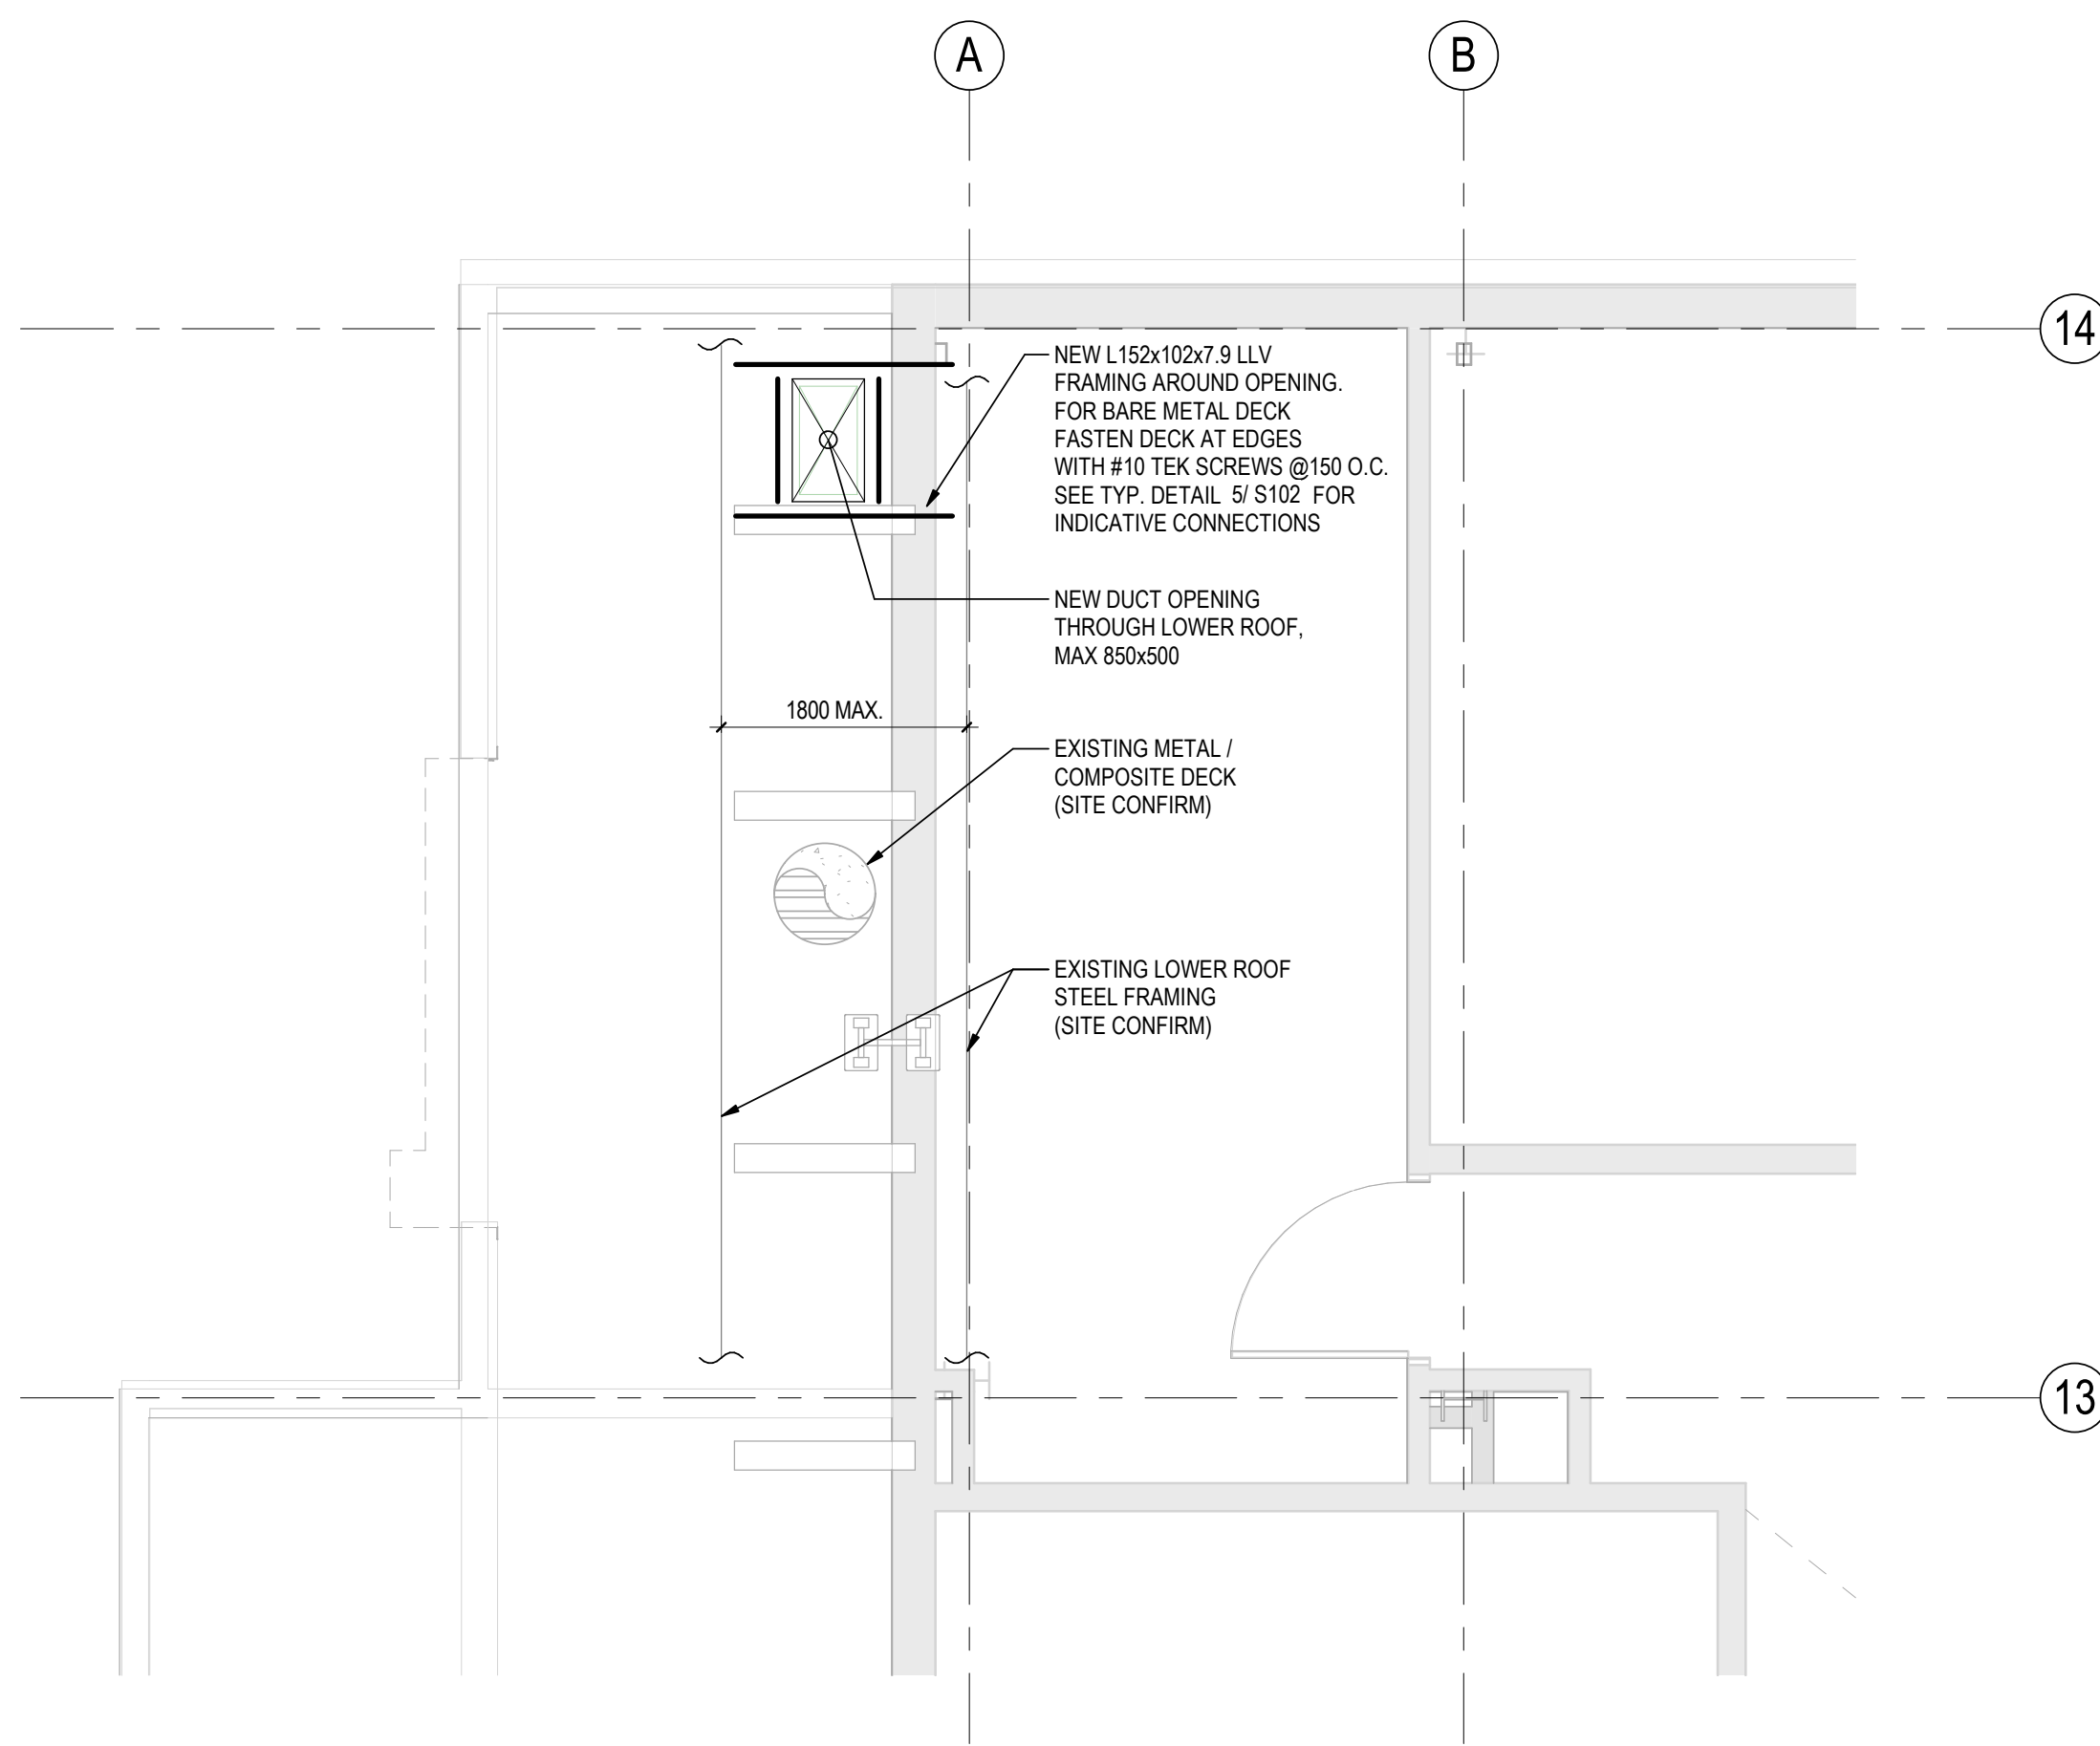 A
B
14
NEW L152x102x7.9 LLV
FRAMING AROUND OPENING.
FOR BARE METAL DECK
FASTEN DECK AT EDGES
WITH #10 TEK SCREWS @150 O.C.
SEE TYP. DETAIL 5/ S102 FOR
INDICATIVE CONNECTIONS
NEW DUCT OPENING
THROUGH LOWER ROOF,
MAX 850x500
1800 MAX.
EXISTING METAL /
COMPOSITE DECK
(SITE CONFIRM)
EXISTING LOWER ROOF
STEEL FRAMING
(SITE CONFIRM)
13